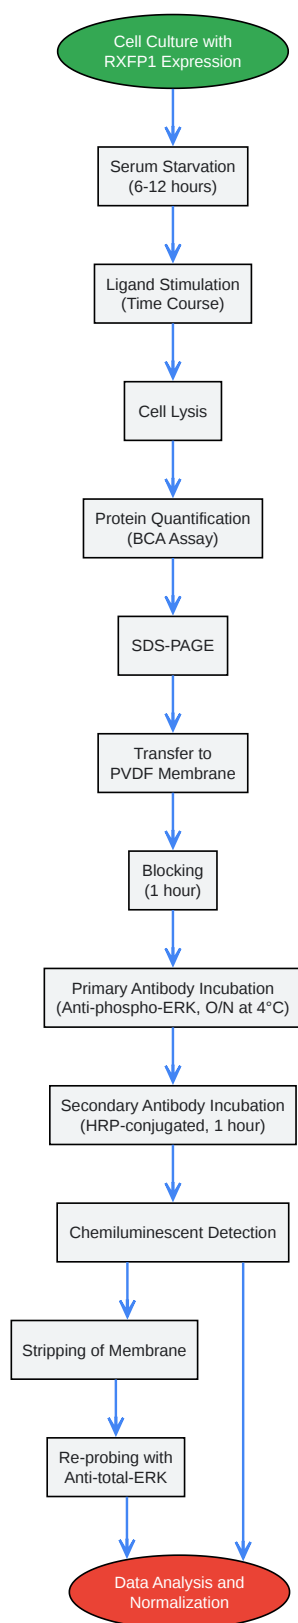 Cell Culture with
RXFP1 Expression
Serum Starvation
(6-12 hours)
Ligand Stimulation
(Time Course)
Cell Lysis
Protein Quantification
(BCA Assay)
SDS-PAGE
Transfer to
PVDF Membrane
Blocking
(1 hour)
Primary Antibody Incubation
(Anti-phospho-ERK, O/N at 4°C)
Secondary Antibody Incubation
(HRP-conjugated, 1 hour)
Chemiluminescent Detection
Stripping of Membrane
Re-probing with
Anti-total-ERK
Data Analysis and
Normalization